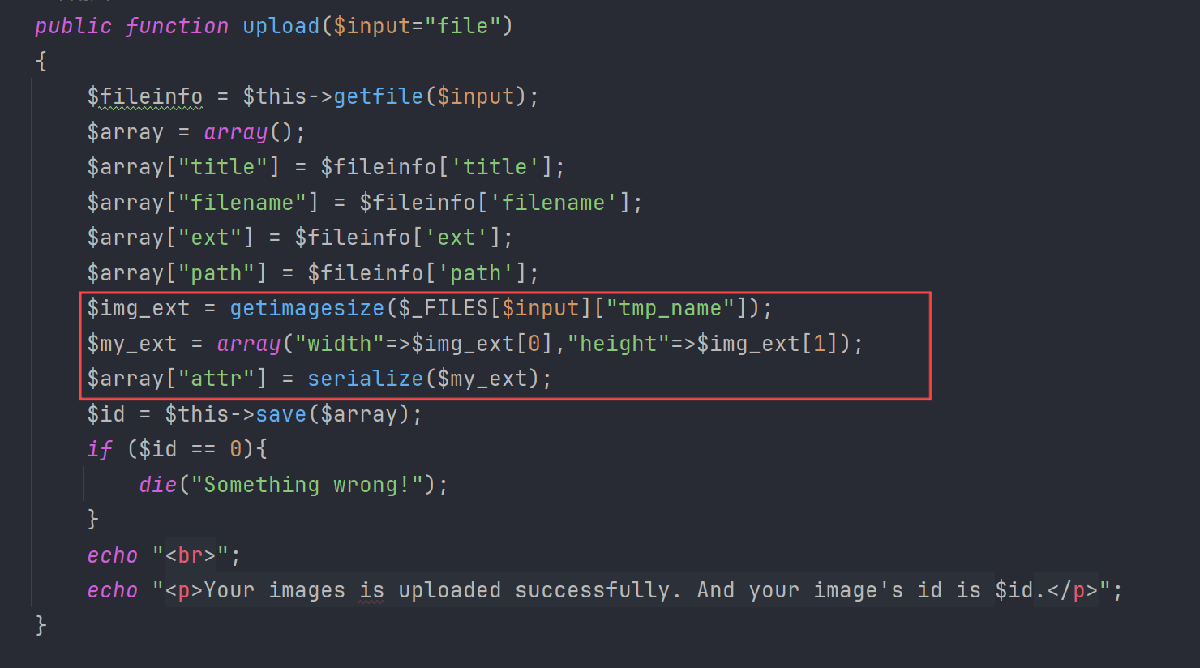 public function upload($input="file")
{
    $fileinfo = $this->getfile($input);
    $array = array();
    $array["title"] = $fileinfo['title'];
    $array["filename"] = $fileinfo['filename'];
    $array["ext"] = $fileinfo['ext'];
    $array["path"] = $fileinfo['path'];
    $img_ext = getimagesize($_FILES[$input]["tmp_name"]);
    $my_ext = array("width"=>$img_ext[0],"height"=>$img_ext[1]);
    $array["attr"] = serialize($my_ext);
    $id = $this->save($array);
    if ($id == 0){
        die("Something wrong!");
    }
    echo "<br>";
    echo "<p>Your images is uploaded successfully. And your image's id is $id.</p>";
}